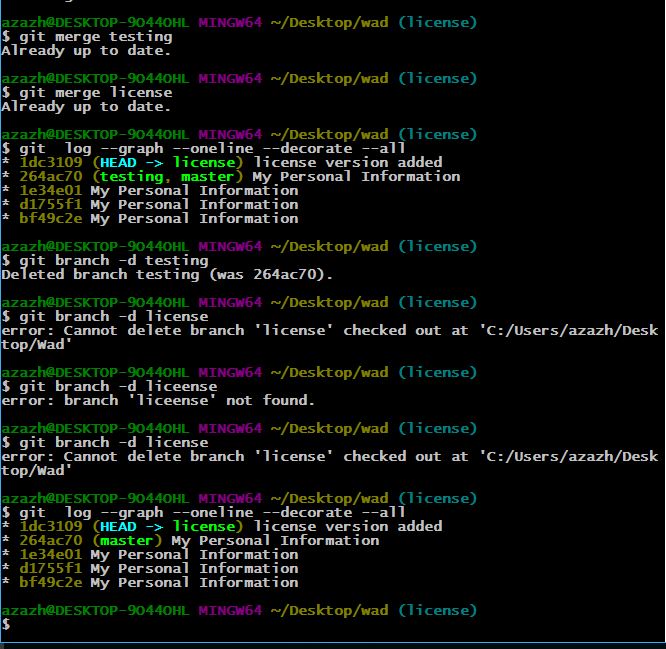 azazh@DESKTOP-9O44OHL MINGW64 ~/Desktop/wad (license)
$ git merge testing
Already up to date.
azazh@DESKTOP-9O44OHL MINGW64 ~/Desktop/wad (license)
$ git merge license
Already up to date.
azazh@DESKTOP-9O44OHL MINGW64 ~/Desktop/wad (license)
$ git  log --graph --oneline --decorate --all
* 1dc3109 (HEAD -> license) license version added
* 264ac70 (testing, master) My Personal Information
* 1e34e01 My Personal Information
* d1755f1 My Personal Information
* bf49c2e My Personal Information
azazh@DESKTOP-9O44OHL MINGW64 ~/Desktop/wad (license)
$ git branch -d testing
Deleted branch testing (was 264ac70).
azazh@DESKTOP-9O44OHL MINGW64 ~/Desktop/wad (license)
$ git branch -d license
error: Cannot delete branch 'license' checked out at 'C:/Users/azazh/Desk
top/Wad'
azazh@DESKTOP-9O44OHL MINGW64 ~/Desktop/wad (license)
$ git branch -d liceense
error: branch 'liceense' not found.
azazh@DESKTOP-9O44OHL MINGW64 ~/Desktop/wad (license)
$ git branch -d license
error: Cannot delete branch 'license' checked out at 'C:/Users/azazh/Desk
top/Wad'
azazh@DESKTOP-9O44OHL MINGW64 ~/Desktop/wad (license)
$ git  log --graph --oneline --decorate --all
* 1dc3109 (HEAD -> license) license version added
* 264ac70 (master) My Personal Information
* 1e34e01 My Personal Information
* d1755f1 My Personal Information
* bf49c2e My Personal Information
azazh@DESKTOP-9O44OHL MINGW64 ~/Desktop/wad (license)
$